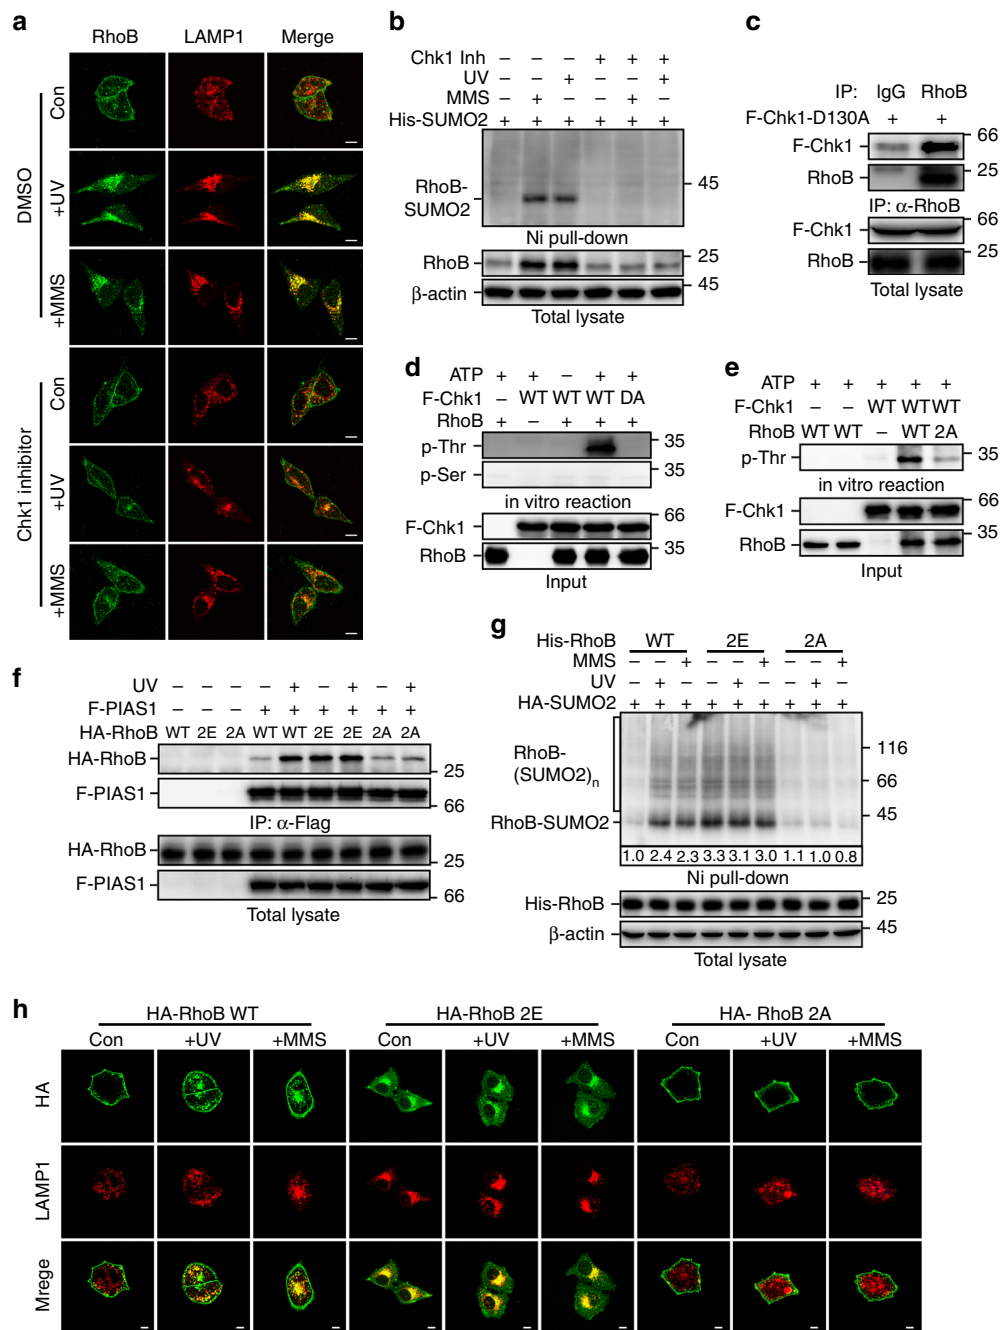 a
RhoB LAMP1 Merge
DMSO
Con
+UV
+MMS
Chk1 inhibitor
Con
+UV
+MMS
b
Chk1 Inh – – – + + +
UV – – + – – +
MMS – + – – + –
His-SUMO2 + + + + + +
RhoB-
SUMO2
45
Ni pull-down
RhoB 25
β-actin 45
Total lysate
c
IP: IgG RhoB
F-Chk1-D130A + +
F-Chk1 66
RhoB 25
IP: α-RhoB
F-Chk1 66
RhoB 25
Total lysate
d
ATP + + – + +
F-Chk1 – WT WT WT DA
RhoB + – + + +
p-Thr 35
p-Ser
in vitro reaction
F-Chk1 66
RhoB 35
Input
e
ATP + + + + +
F-Chk1 – – WT WT WT
RhoB WT WT – WT 2A
p-Thr 35
in vitro reaction
F-Chk1 66
RhoB 35
Input
f
UV – – – – + – + – +
F-PIAS1 – – – + + + + + +
HA-RhoB WT 2E 2A WT WT 2E 2E 2A 2A
HA-RhoB 25
F-PIAS1 66
IP: α-Flag
HA-RhoB 25
F-PIAS1 66
Total lysate
g
His-RhoB WT 2E 2A
MMS – – + – – + – – +
UV – + – – + – – + –
HA-SUMO2 + + + + + + + + +
RhoB-
(SUMO2)n
116
66
RhoB-SUMO2 45
1.0 2.4 2.3 3.3 3.1 3.0 1.1 1.0 0.8
Ni pull-down
His-RhoB 25
β-actin 45
Total lysate
h
HA-RhoB WT HA-RhoB 2E HA- RhoB 2A
Con +UV +MMS Con +UV +MMS Con +UV +MMS
HA
LAMP1
Mrege